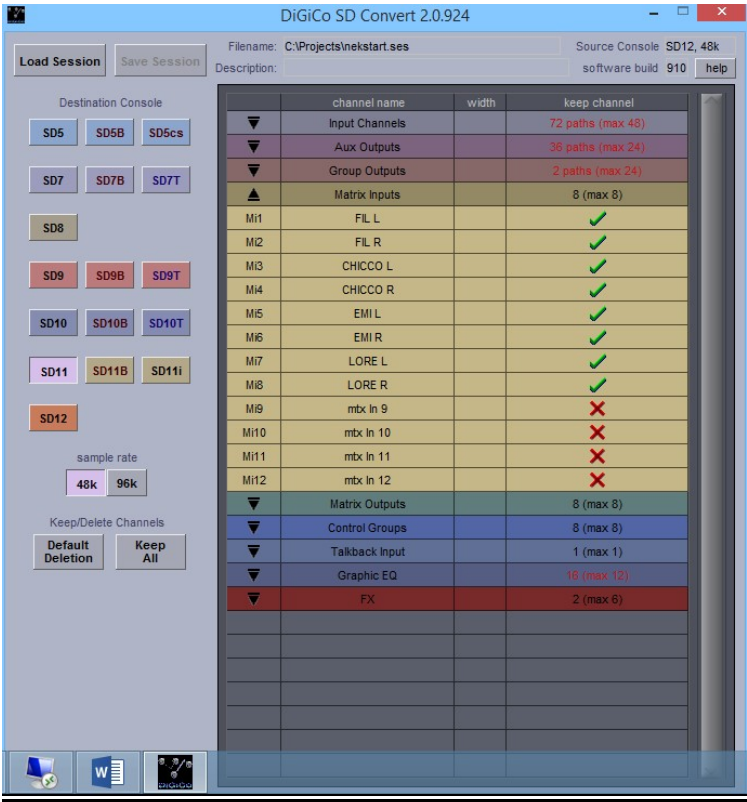 DiGiCo SD Convert 2.0.924
Load Session Save Session
Filename: C:\Projects\nekstart.ses Source Console SD12, 48k
Description: software build 910 help
Destination Console
SD5 SD5B SD5cs
SD7 SD7B SD7T
SD8
SD9 SD9B SD9T
SD10 SD10B SD10T
SD11 SD11B SD11i
SD12
sample rate
48k 96k
Keep/Delete Channels
Default Deletion Keep All
channel name width keep channel
Input Channels 72 paths (max 48)
Aux Outputs 36 paths (max 24)
Group Outputs 2 paths (max 24)
Matrix Inputs 8 (max 8)
Mi1 FIL L
Mi2 FIL R
Mi3 CHICCO L
Mi4 CHICCO R
Mi5 EMI L
Mi6 EMI R
Mi7 LORE L
Mi8 LORE R
Mi9 mtx In 9
Mi10 mtx In 10
Mi11 mtx In 11
Mi12 mtx In 12
Matrix Outputs 8 (max 8)
Control Groups 8 (max 8)
Talkback Input 1 (max 1)
Graphic EQ 16 (max 12)
FX 2 (max 6)
DiGiCo